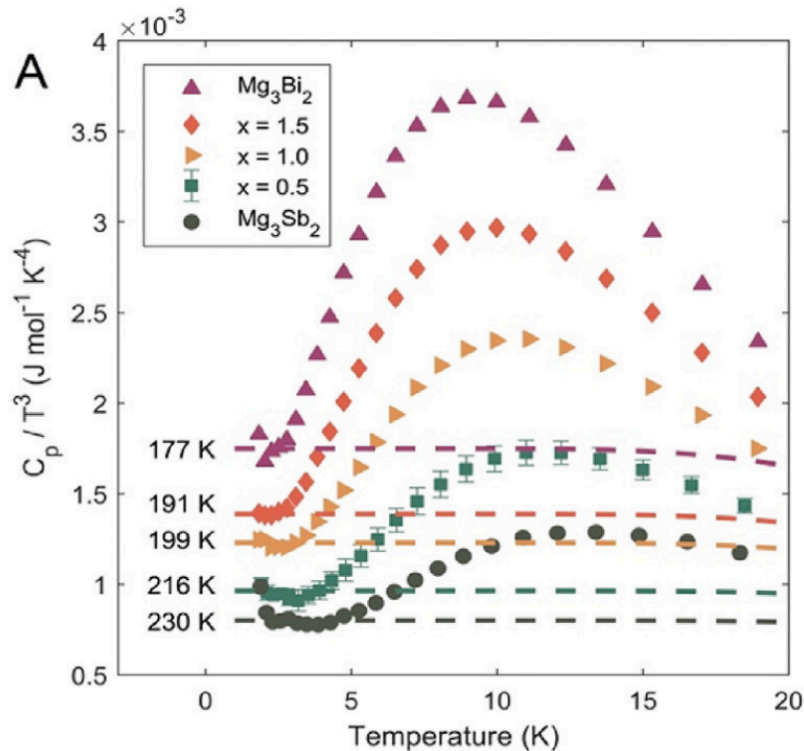 ×10⁻³
A
4
3.5
3
2.5
2
1.5
1
0.5
Cp / T³ (J mol⁻¹ K⁻⁴)
Mg₃Bi₂
x = 1.5
x = 1.0
x = 0.5
Mg₃Sb₂
177 K
191 K
199 K
216 K
230 K
0 5 10 15 20
Temperature (K)